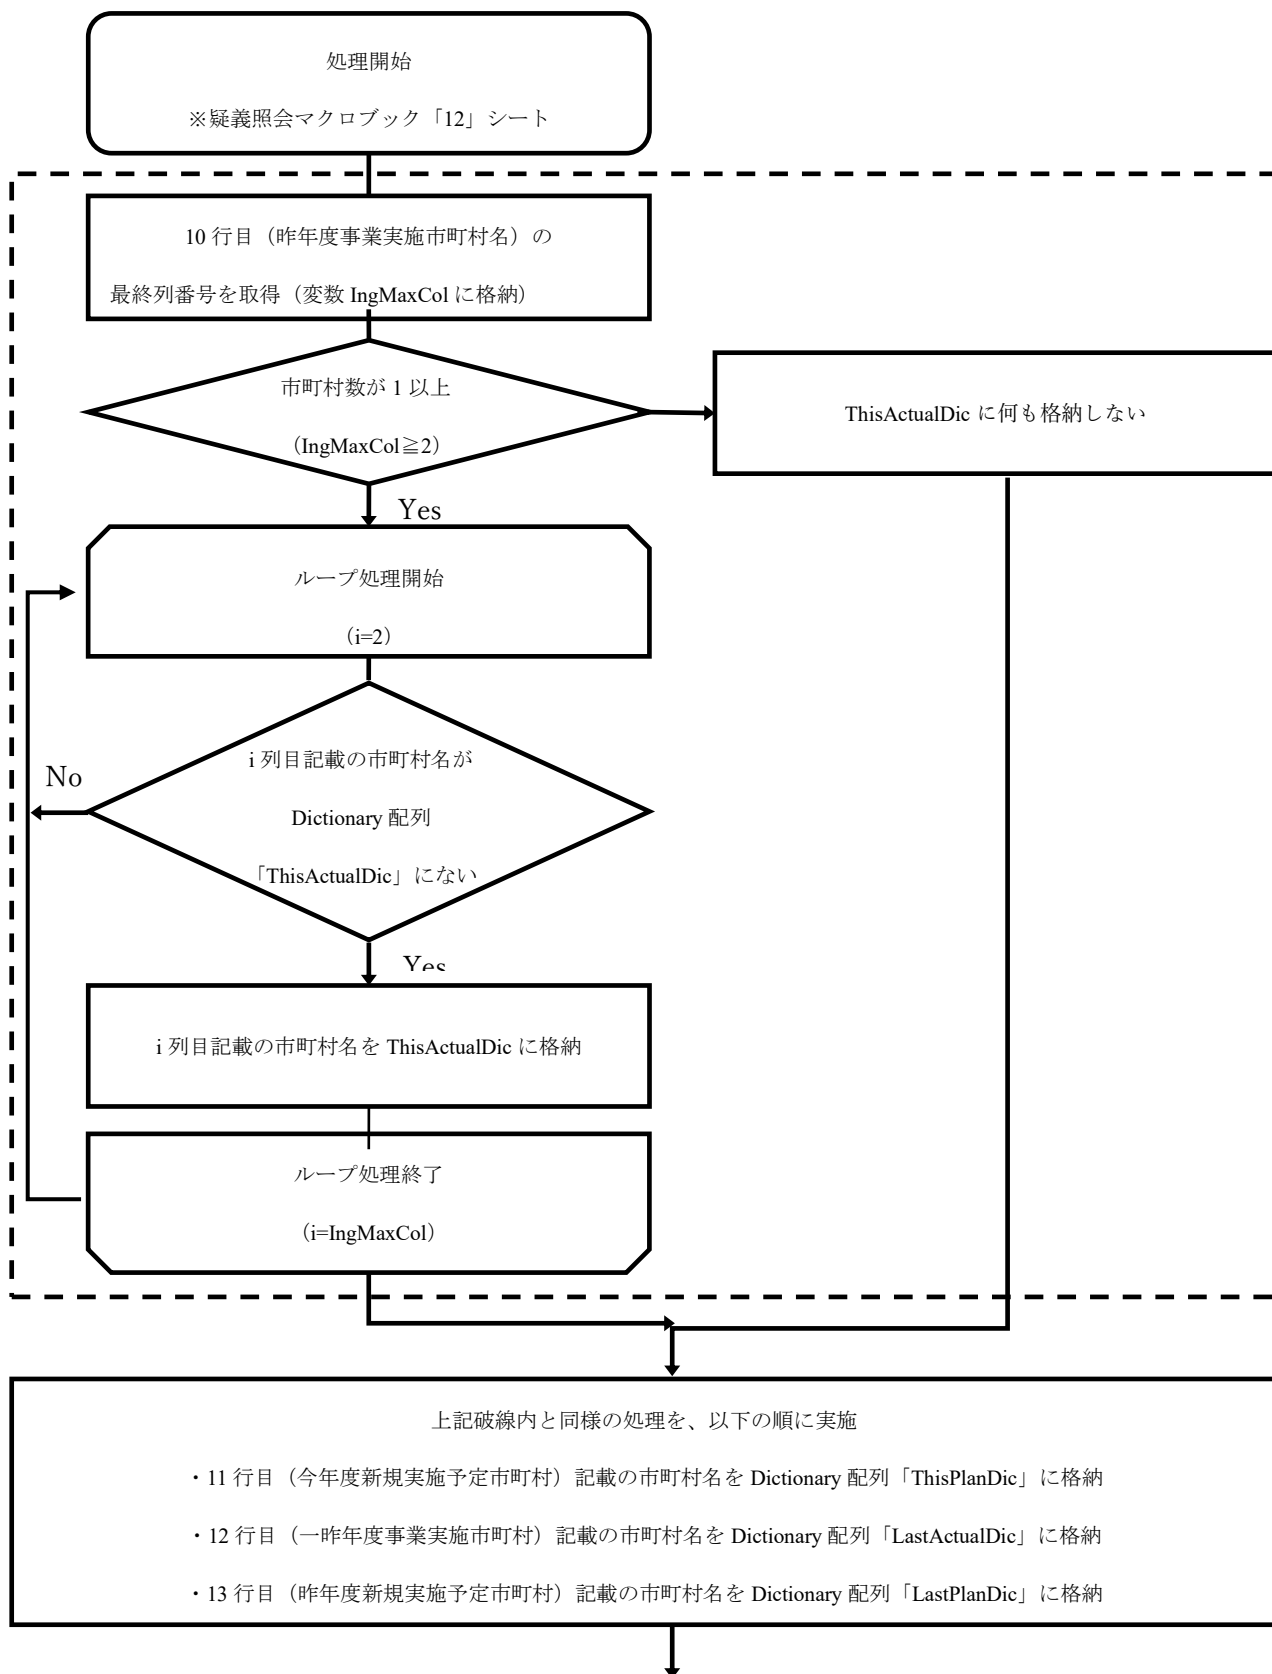 処理開始
※疑義照会マクロブック「12」シート
10 行目（昨年度事業実施市町村名）の
最終列番号を取得（変数 IngMaxCol に格納）
市町村数が 1 以上
（IngMaxCol≧2）
ThisActualDic に何も格納しない
Yes
ループ処理開始
（i=2）
i 列目記載の市町村名が
No
Dictionary 配列
「ThisActualDic」にない
Yes
i 列目記載の市町村名を ThisActualDic に格納
ループ処理終了
（i=IngMaxCol）
上記破線内と同様の処理を、以下の順に実施
・11 行目（今年度新規実施予定市町村）記載の市町村名を Dictionary 配列「ThisPlanDic」に格納
・12 行目（一昨年度事業実施市町村）記載の市町村名を Dictionary 配列「LastActualDic」に格納
・13 行目（昨年度新規実施予定市町村）記載の市町村名を Dictionary 配列「LastPlanDic」に格納